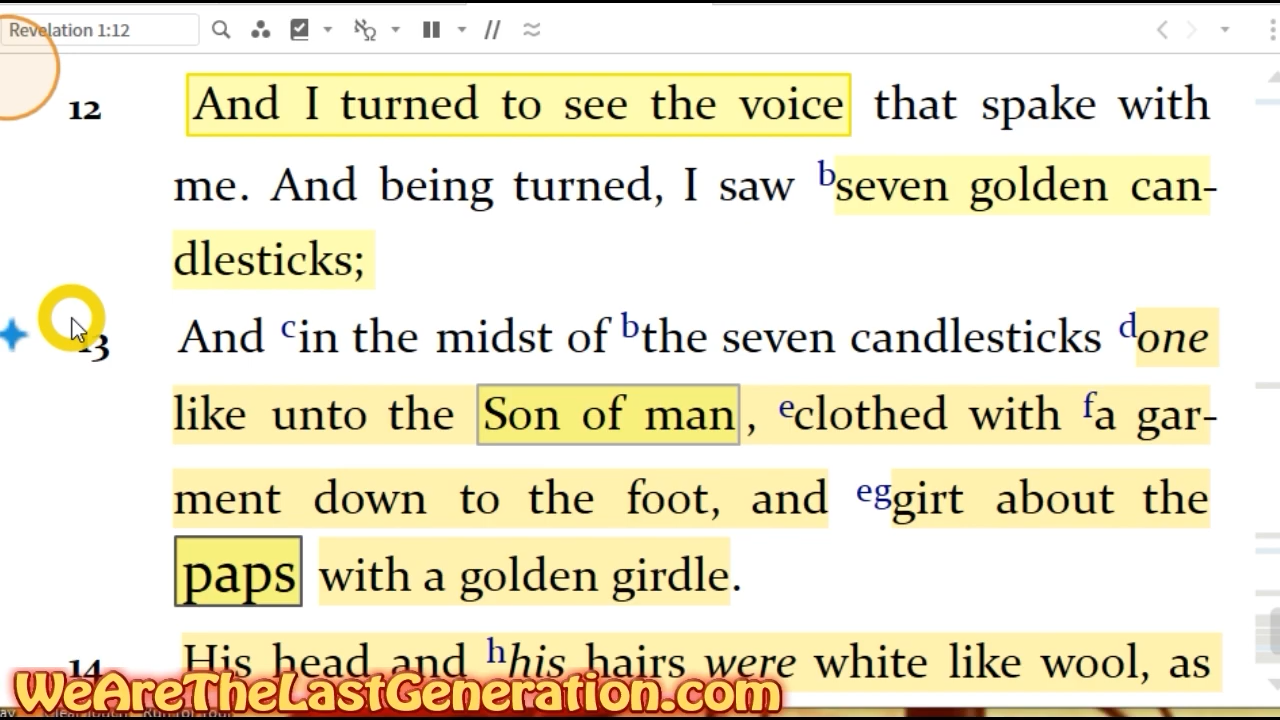 Revelation 1:12
12 And I turned to see the voice that spake with
me. And being turned, I saw bseven golden can-
dlesticks;
13 And cin the midst of bthe seven candlesticks done
like unto the Son of man, eclothed with fa gar-
ment down to the foot, and eggirt about the
paps with a golden girdle.
14 His head and hhis hairs were white like wool, as
WeAreTheLastGeneration.com